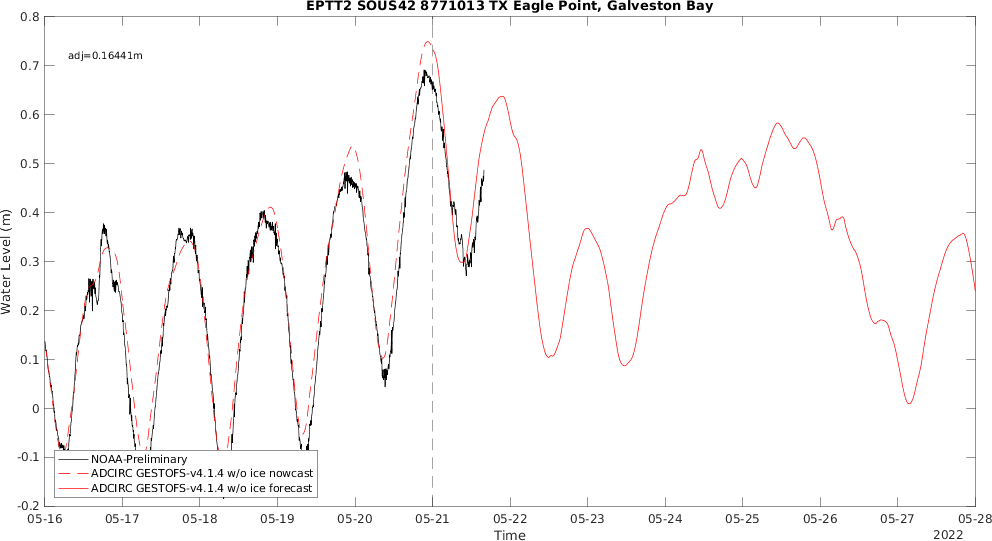 EPTT2 SOUS42 8771013 TX Eagle Point, Galveston Bay
adj=0.16441m
0.8
0.7
0.6
0.5
0.4
0.3
0.2
0.1
0
-0.1
-0.2
Water Level (m)
NOAA-Preliminary
ADCIRC GESTOFS-v4.1.4 w/o ice nowcast
ADCIRC GESTOFS-v4.1.4 w/o ice forecast
05-16 05-17 05-18 05-19 05-20 05-21 05-22 05-23 05-24 05-25 05-26 05-27 05-28
Time
2022